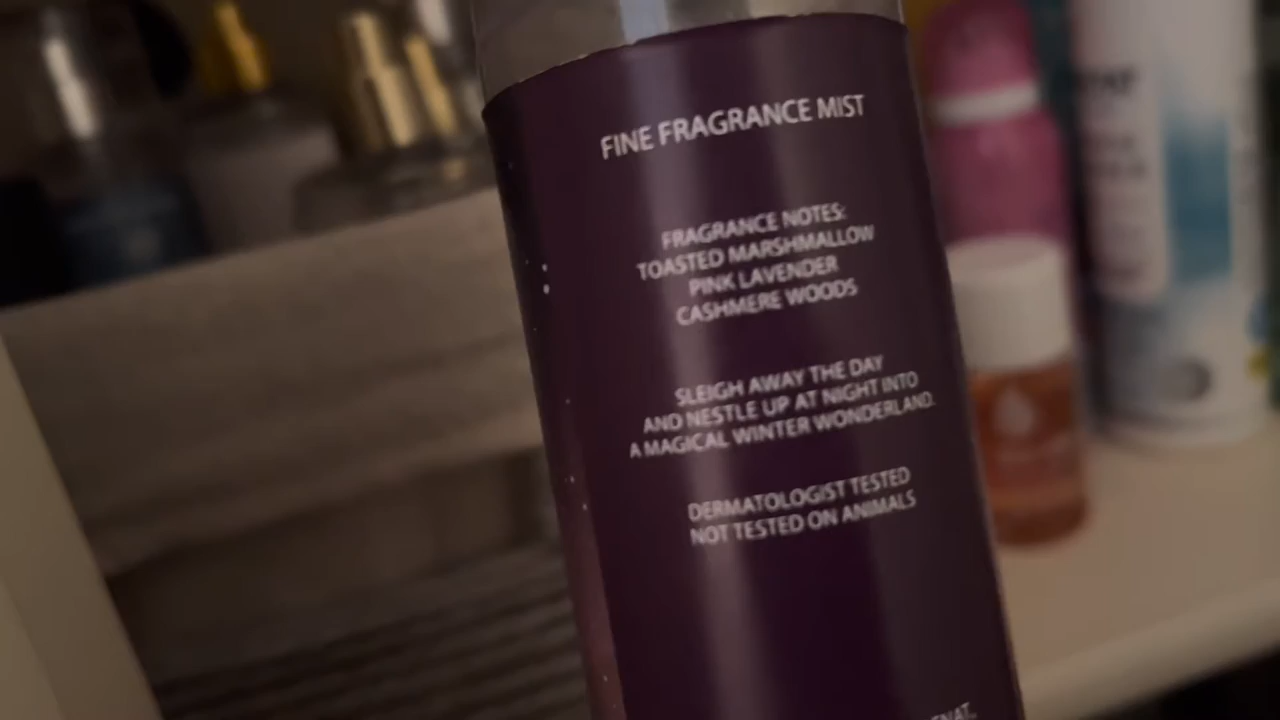 FINE FRAGRANCE MIST
FRAGRANCE NOTES:
TOASTED MARSHMALLOW
PINK LAVENDER
CASHMERE WOODS
SLEIGH AWAY THE DAY
AND NESTLE UP AT NIGHT INTO
A MAGICAL WINTER WONDERLAND.
DERMATOLOGIST TESTED
NOT TESTED ON ANIMALS